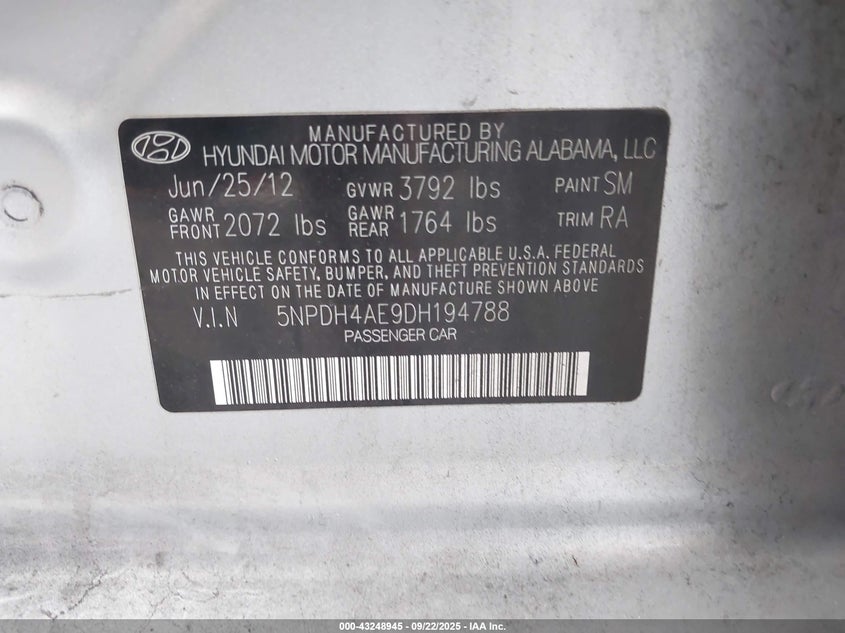 MANUFACTURED BY
HYUNDAI MOTOR MANUFACTURING ALABAMA, LLC
Jun/25/12 GVWR 3792 lbs PAINT SM
GAWR FRONT 2072 lbs GAWR REAR 1764 lbs TRIM RA
THIS VEHICLE CONFORMS TO ALL APPLICABLE U.S.A. FEDERAL
MOTOR VEHICLE SAFETY, BUMPER, AND THEFT PREVENTION STANDARDS
IN EFFECT ON THE DATE OF MANUFACTURE SHOWN ABOVE
V.I.N 5NPDH4AE9DH194788
PASSENGER CAR
000-43248945 - 09/22/2025 - IAA Inc.